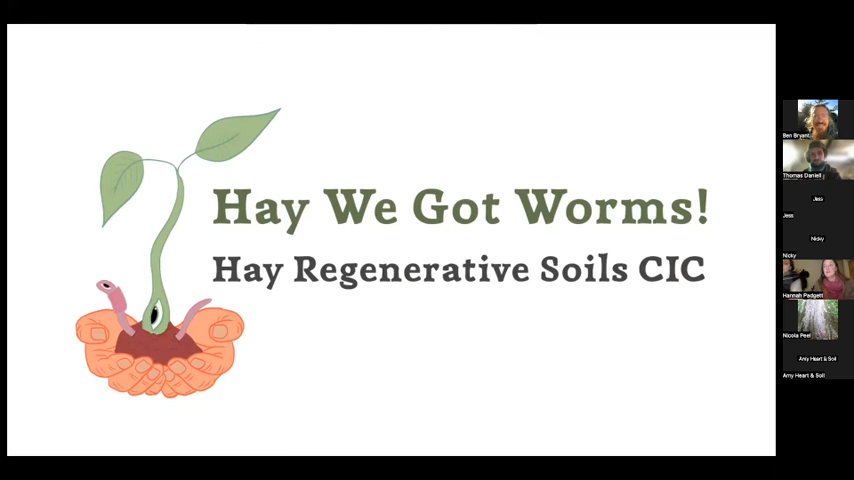 Hay We Got Worms!
Hay Regenerative Soils CIC
Ben Bryant
Thomas Daniell
Jess
Jess
Nicky
Nicky
Hannah Padgett
Nicola Peel
Amy Heart & Soil
Amy Heart & Soil